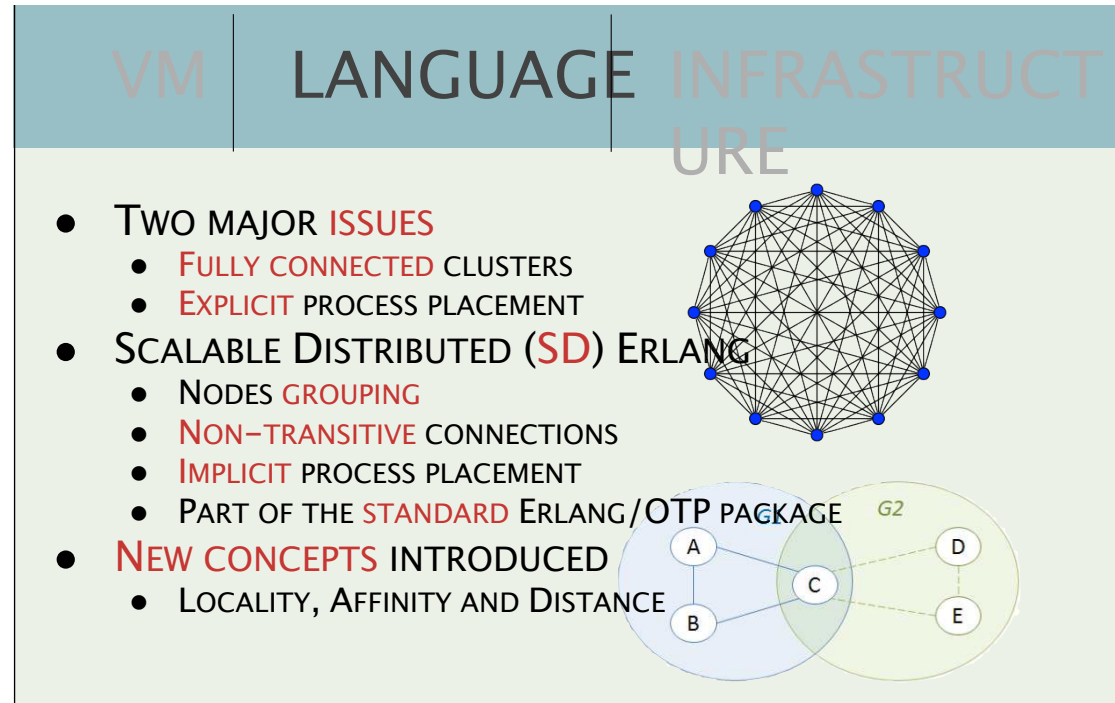 VM LANGUAGE INFRASTRUCT
URE
● TWO MAJOR ISSUES
● FULLY CONNECTED CLUSTERS
● EXPLICIT PROCESS PLACEMENT
● SCALABLE DISTRIBUTED (SD) ERLANG
● NODES GROUPING
● NON-TRANSITIVE CONNECTIONS
● IMPLICIT PROCESS PLACEMENT
● PART OF THE STANDARD ERLANG/OTP PACKAGE
G1 G2
● NEW CONCEPTS INTRODUCED
● LOCALITY, AFFINITY AND DISTANCE
A D
C
B E